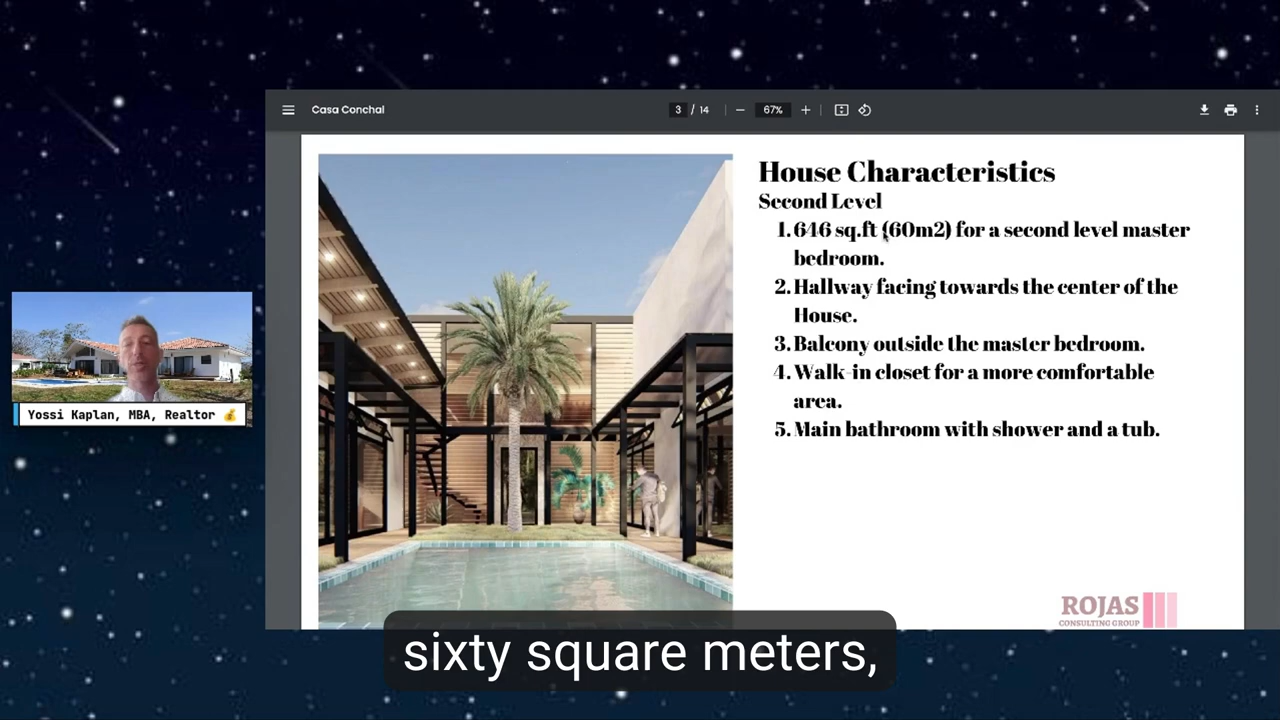 Casa Conchal
3 / 14
67%
House Characteristics
Second Level
1. 646 sq.ft (60m2) for a second level master
bedroom.
2. Hallway facing towards the center of the
House.
3. Balcony outside the master bedroom.
4. Walk-in closet for a more comfortable
area.
5. Main bathroom with shower and a tub.
Yossi Kaplan, MBA, Realtor 💰
ROJAS
CONSULTING GROUP
sixty square meters,